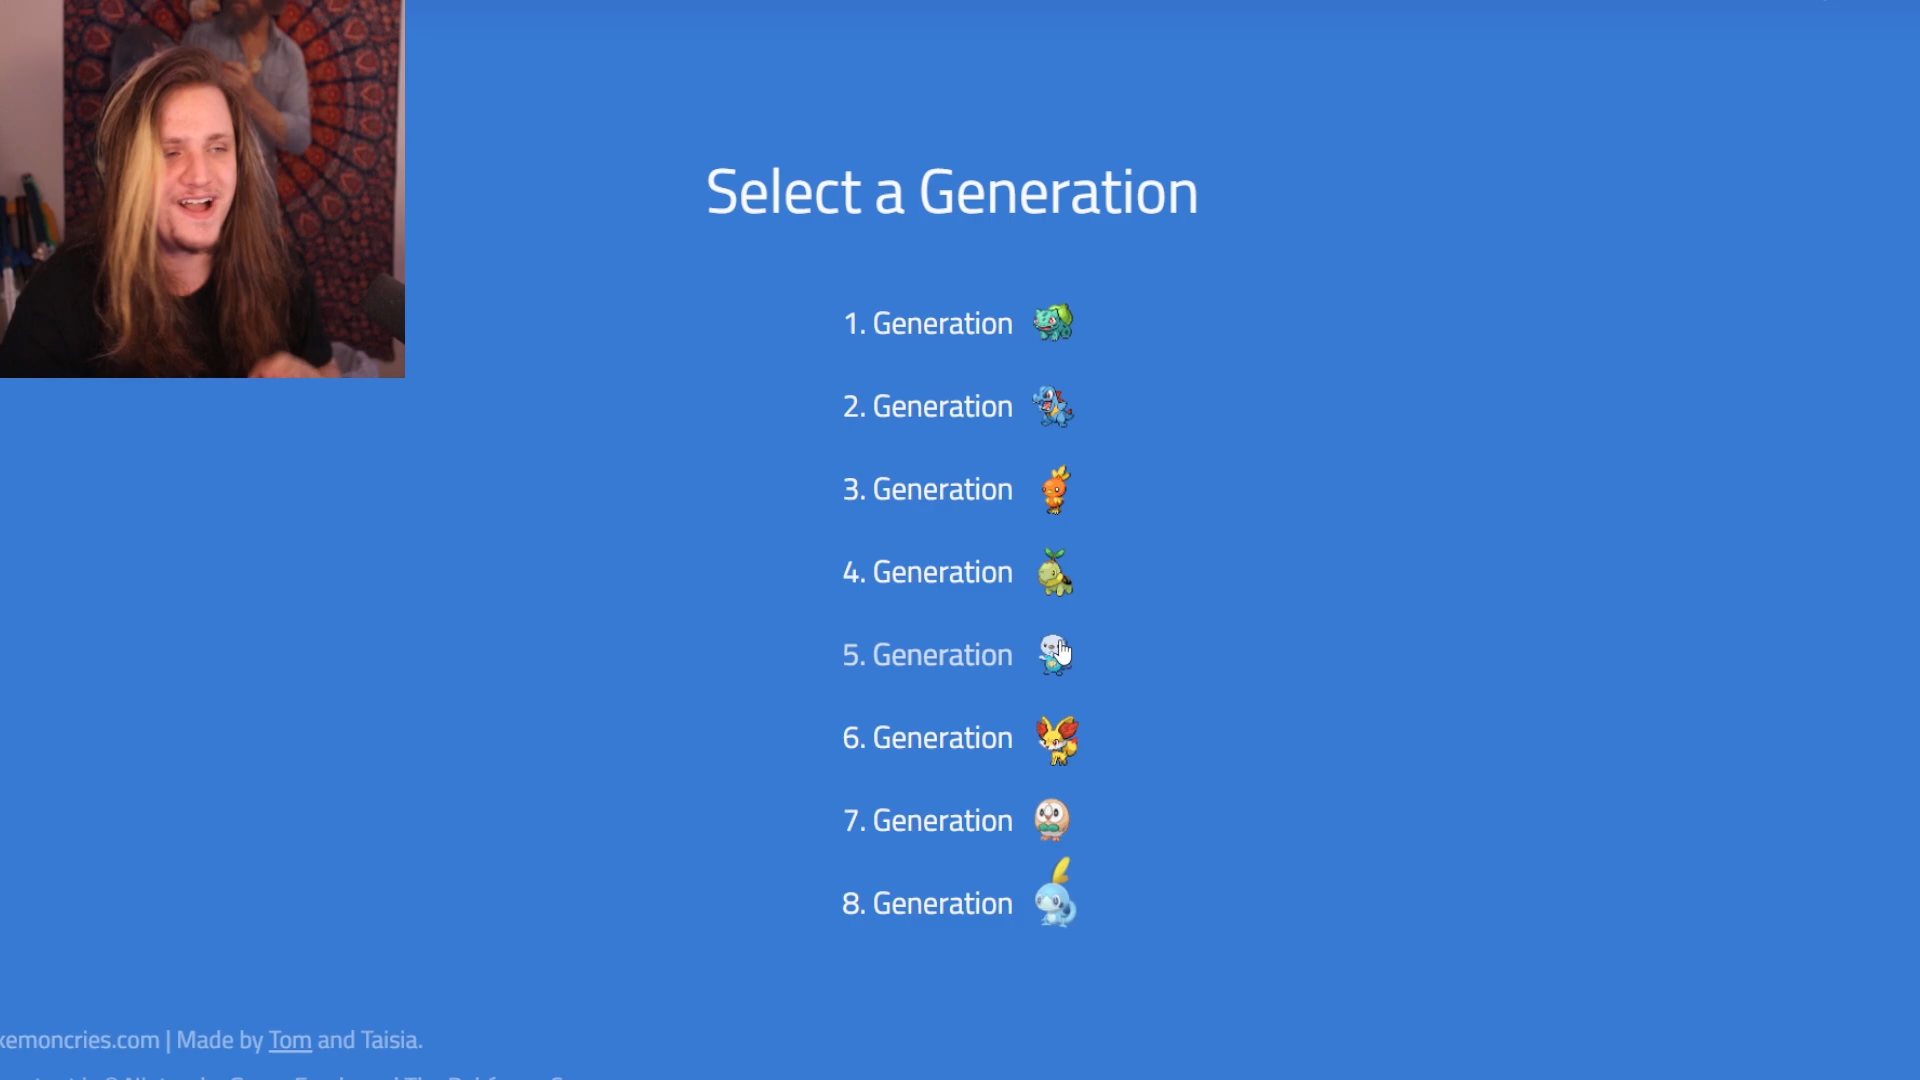 Select a Generation
1. Generation
2. Generation
3. Generation
4. Generation
5. Generation
6. Generation
7. Generation
8. Generation
kemoncries.com | Made by Tom and Taisia.